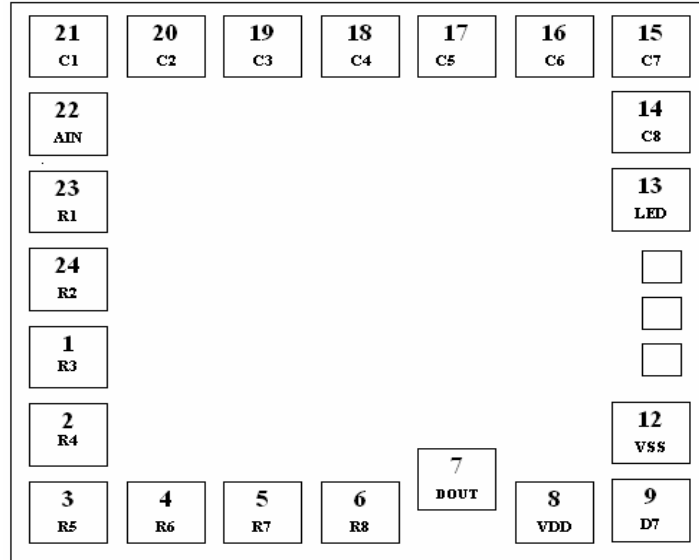 21 20 19 18 17 16 15
C1 C2 C3 C4 C5 C6 C7
22 14
AIN C8
23 13
R1 LED
24
R2
1
R3
2 12
R4 VSS
7
DOUT
3 4 5 6 8 9
R5 R6 R7 R8 VDD D7